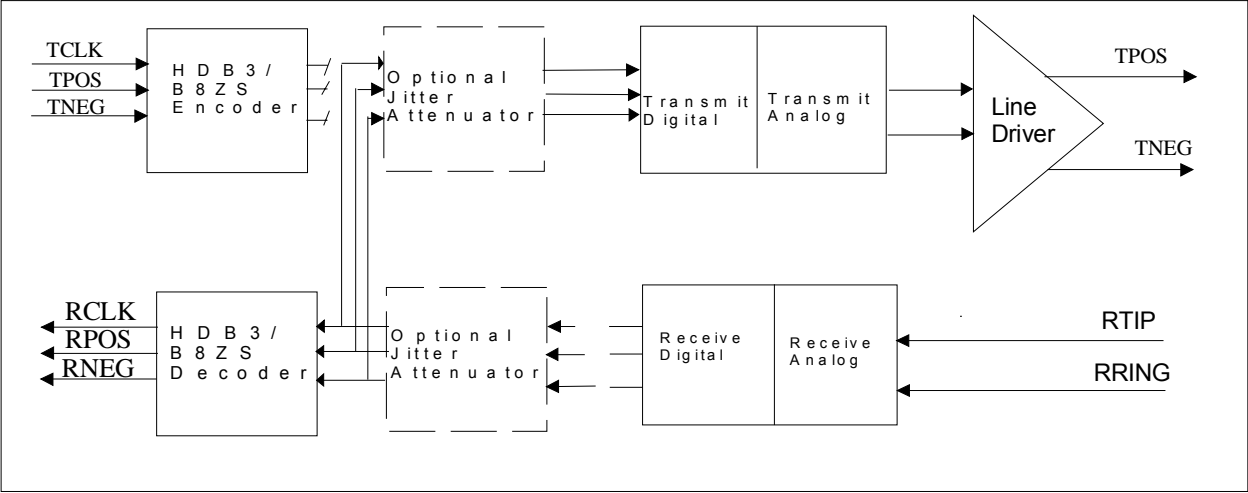 TCLK
TPOS
TNEG
HDB3/
B8ZS
Encoder
Optional
Jitter
Attenuator
Transmit
Digital
Transmit
Analog
Line
Driver
TPOS
TNEG
RCLK
RPOS
RNEG
HDB3/
B8ZS
Decoder
Optional
Jitter
Attenuator
Receive
Digital
Receive
Analog
RTIP
RRING